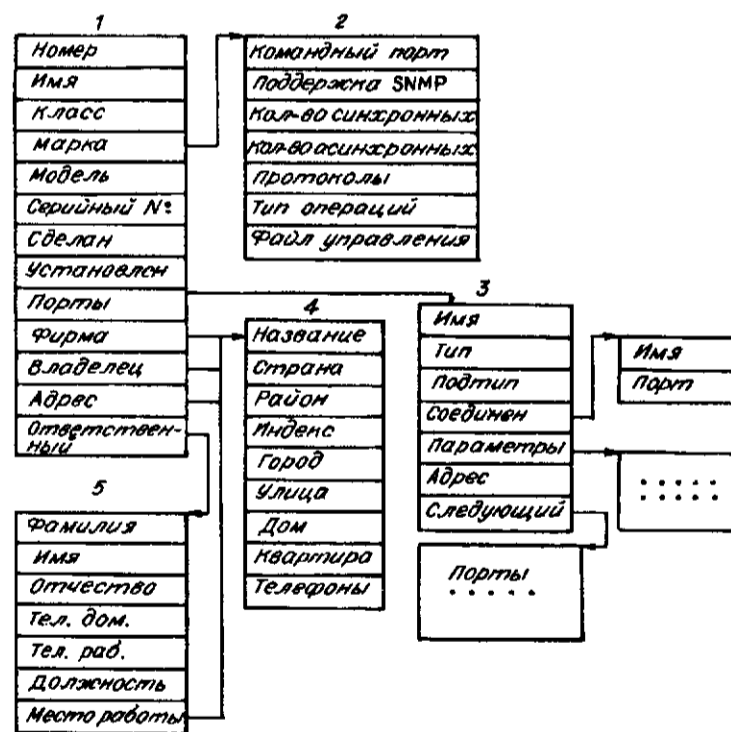 1
Номер
Имя
Класс
Марка
Модель
Серийный №:
Сделан
Установлен
Порты
Фирма
Владелец
Адрес
Ответствен-
ный
2
Командный порт
Поддержка SNMP
Кол-во синхронных
Кол-во асинхронных
Протоколы
Тип операций
Файл управления
3
Имя
Тип
Подтип
Соединен
Параметры
Адрес
Следующий
Имя
Порт
. . . . .
. . . . .
Порты
. . . . .
4
Название
Страна
Район
Индекс
Город
Улица
Дом
Квартира
Телефоны
5
Фамилия
Имя
Отчество
Тел. дом.
Тел. раб.
Должность
Место работы